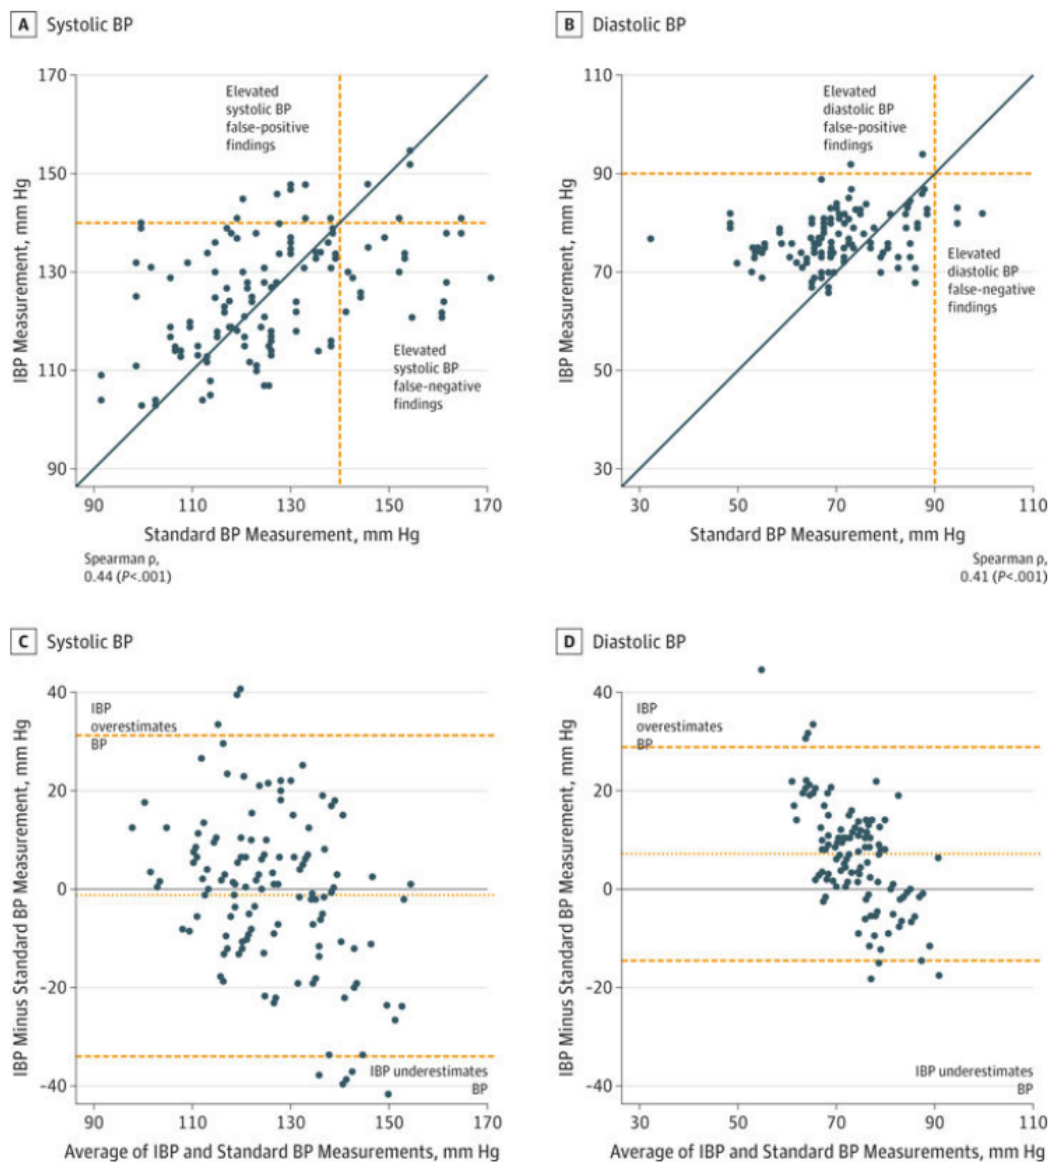 A Systolic BP
170
150
130
110
90
IBP Measurement, mm Hg
Elevated
systolic BP
false-positive
findings
Elevated
systolic BP
false-negative
findings
90
110
130
150
170
Standard BP Measurement, mm Hg
Spearman ρ,
0.44 (P<.001)
B Diastolic BP
110
90
70
50
30
IBP Measurement, mm Hg
Elevated
diastolic BP
false-positive
findings
Elevated
diastolic BP
false-negative
findings
30
50
70
90
110
Standard BP Measurement, mm Hg
Spearman ρ,
0.41 (P<.001)
C Systolic BP
40
20
0
-20
-40
IBP Minus Standard BP Measurement, mm Hg
IBP
overestimates
BP
IBP underestimates
BP
90
110
130
150
170
Average of IBP and Standard BP Measurements, mm Hg
D Diastolic BP
40
20
0
-20
-40
IBP Minus Standard BP Measurement, mm Hg
IBP
overestimates
BP
IBP underestimates
BP
30
50
70
90
110
Average of IBP and Standard BP Measurements, mm Hg